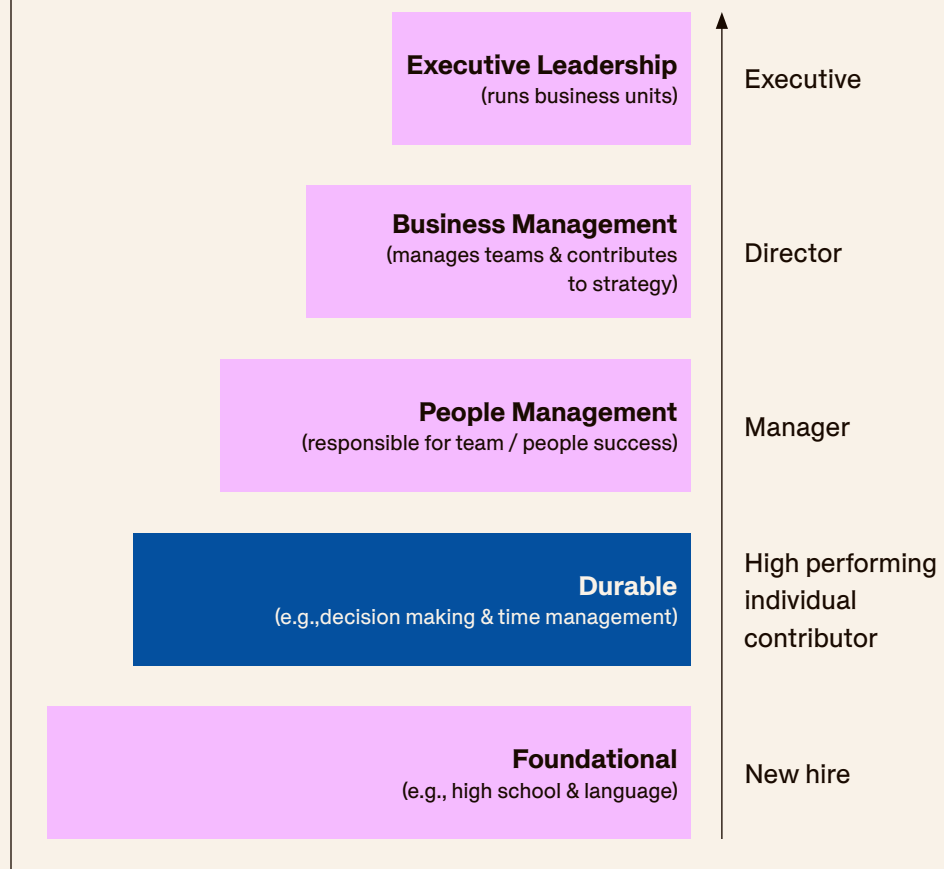 Executive Leadership
(runs business units)
Executive
Business Management
(manages teams & contributes
to strategy)
Director
People Management
(responsible for team / people success)
Manager
Durable
(e.g.,decision making & time management)
High performing
individual
contributor
Foundational
(e.g., high school & language)
New hire